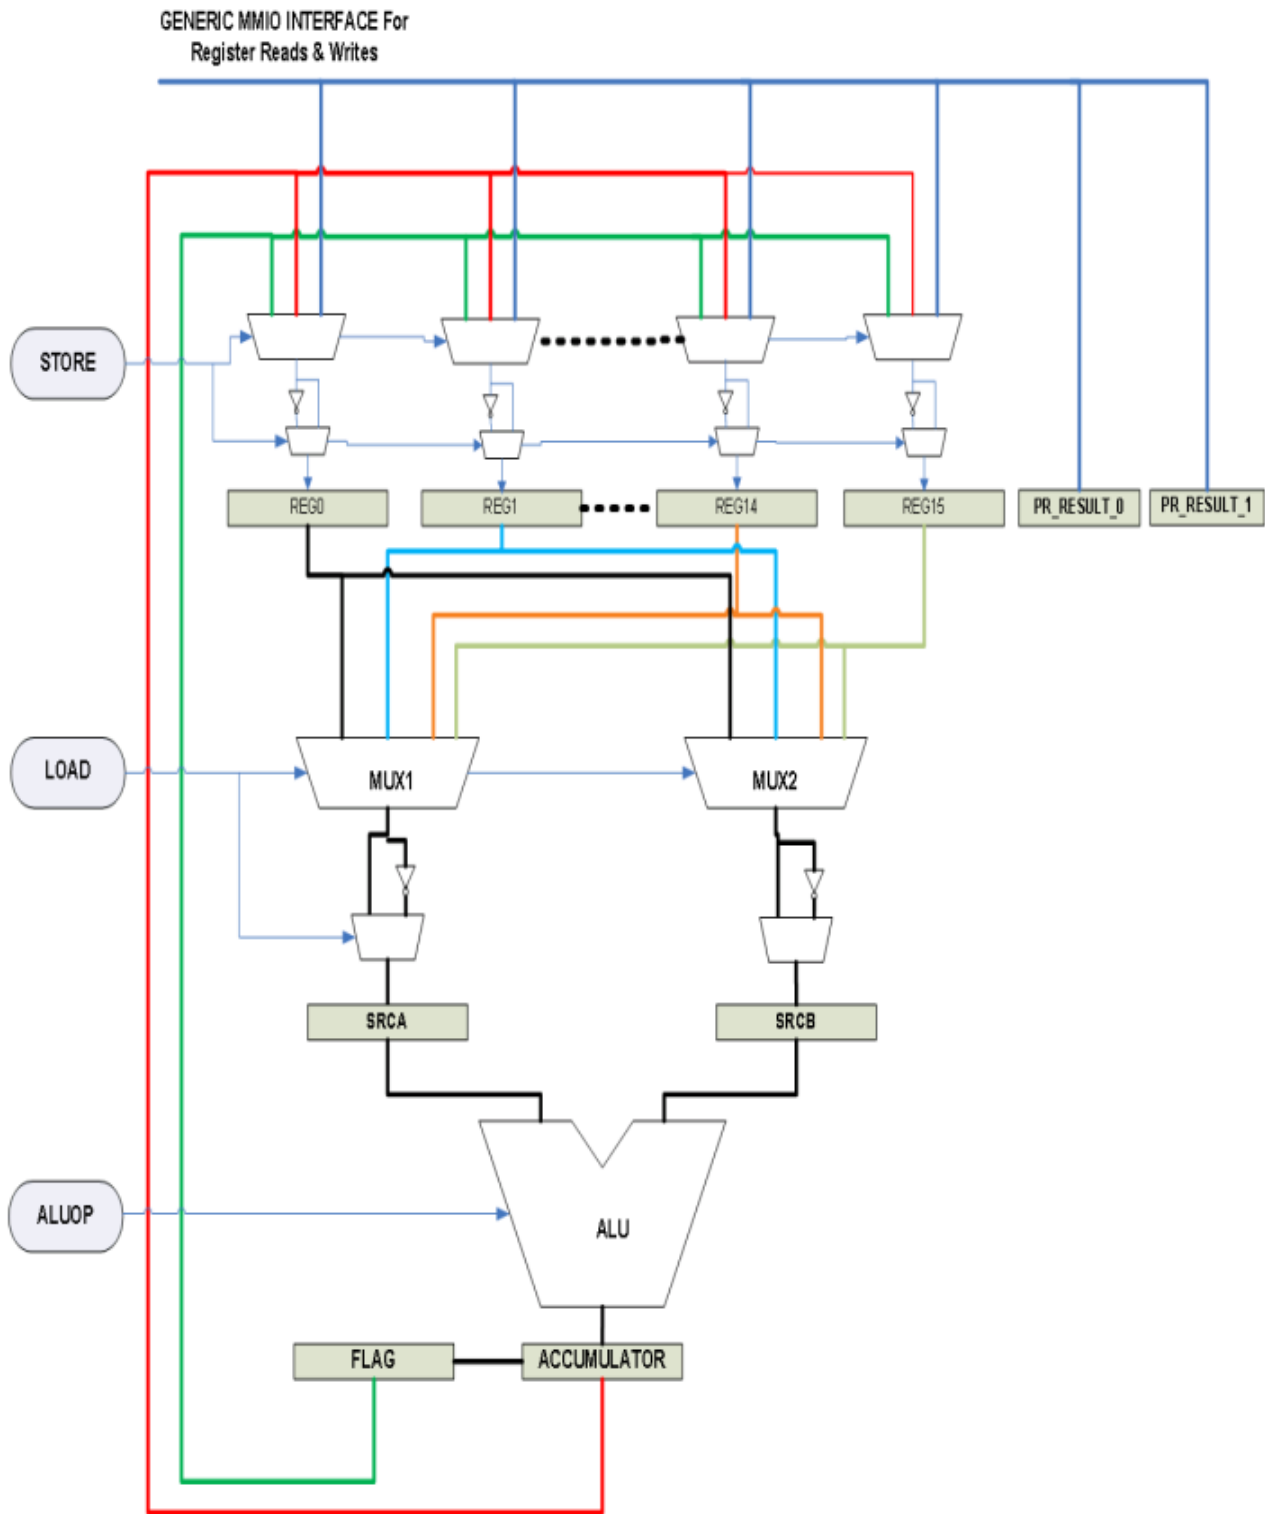 GENERIC MMIO INTERFACE For
Register Reads & Writes
STORE
REG0
REG1
REG14
REG15
PR_RESULT_0
PR_RESULT_1
LOAD
MUX1
MUX2
SRCA
SRCB
ALUOP
ALU
FLAG
ACCUMULATOR